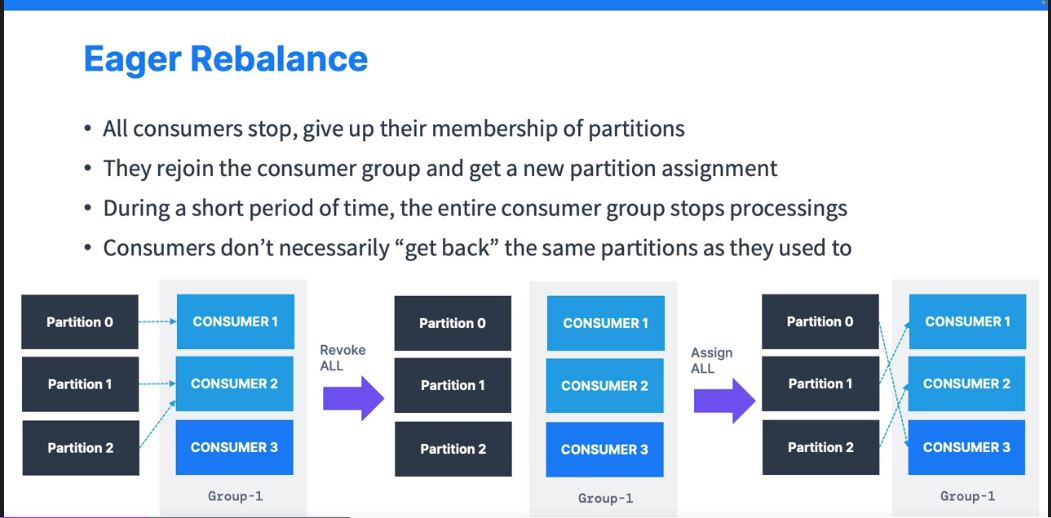 Eager Rebalance
• All consumers stop, give up their membership of partitions
• They rejoin the consumer group and get a new partition assignment
• During a short period of time, the entire consumer group stops processings
• Consumers don't necessarily “get back” the same partitions as they used to
Partition 0
CONSUMER 1
Partition 1
CONSUMER 2
Partition 2
CONSUMER 3
Group-1
Revoke
ALL
Partition 0
CONSUMER 1
Partition 1
CONSUMER 2
Partition 2
CONSUMER 3
Group-1
Assign
ALL
Partition 0
CONSUMER 1
Partition 1
CONSUMER 2
Partition 2
CONSUMER 3
Group-1